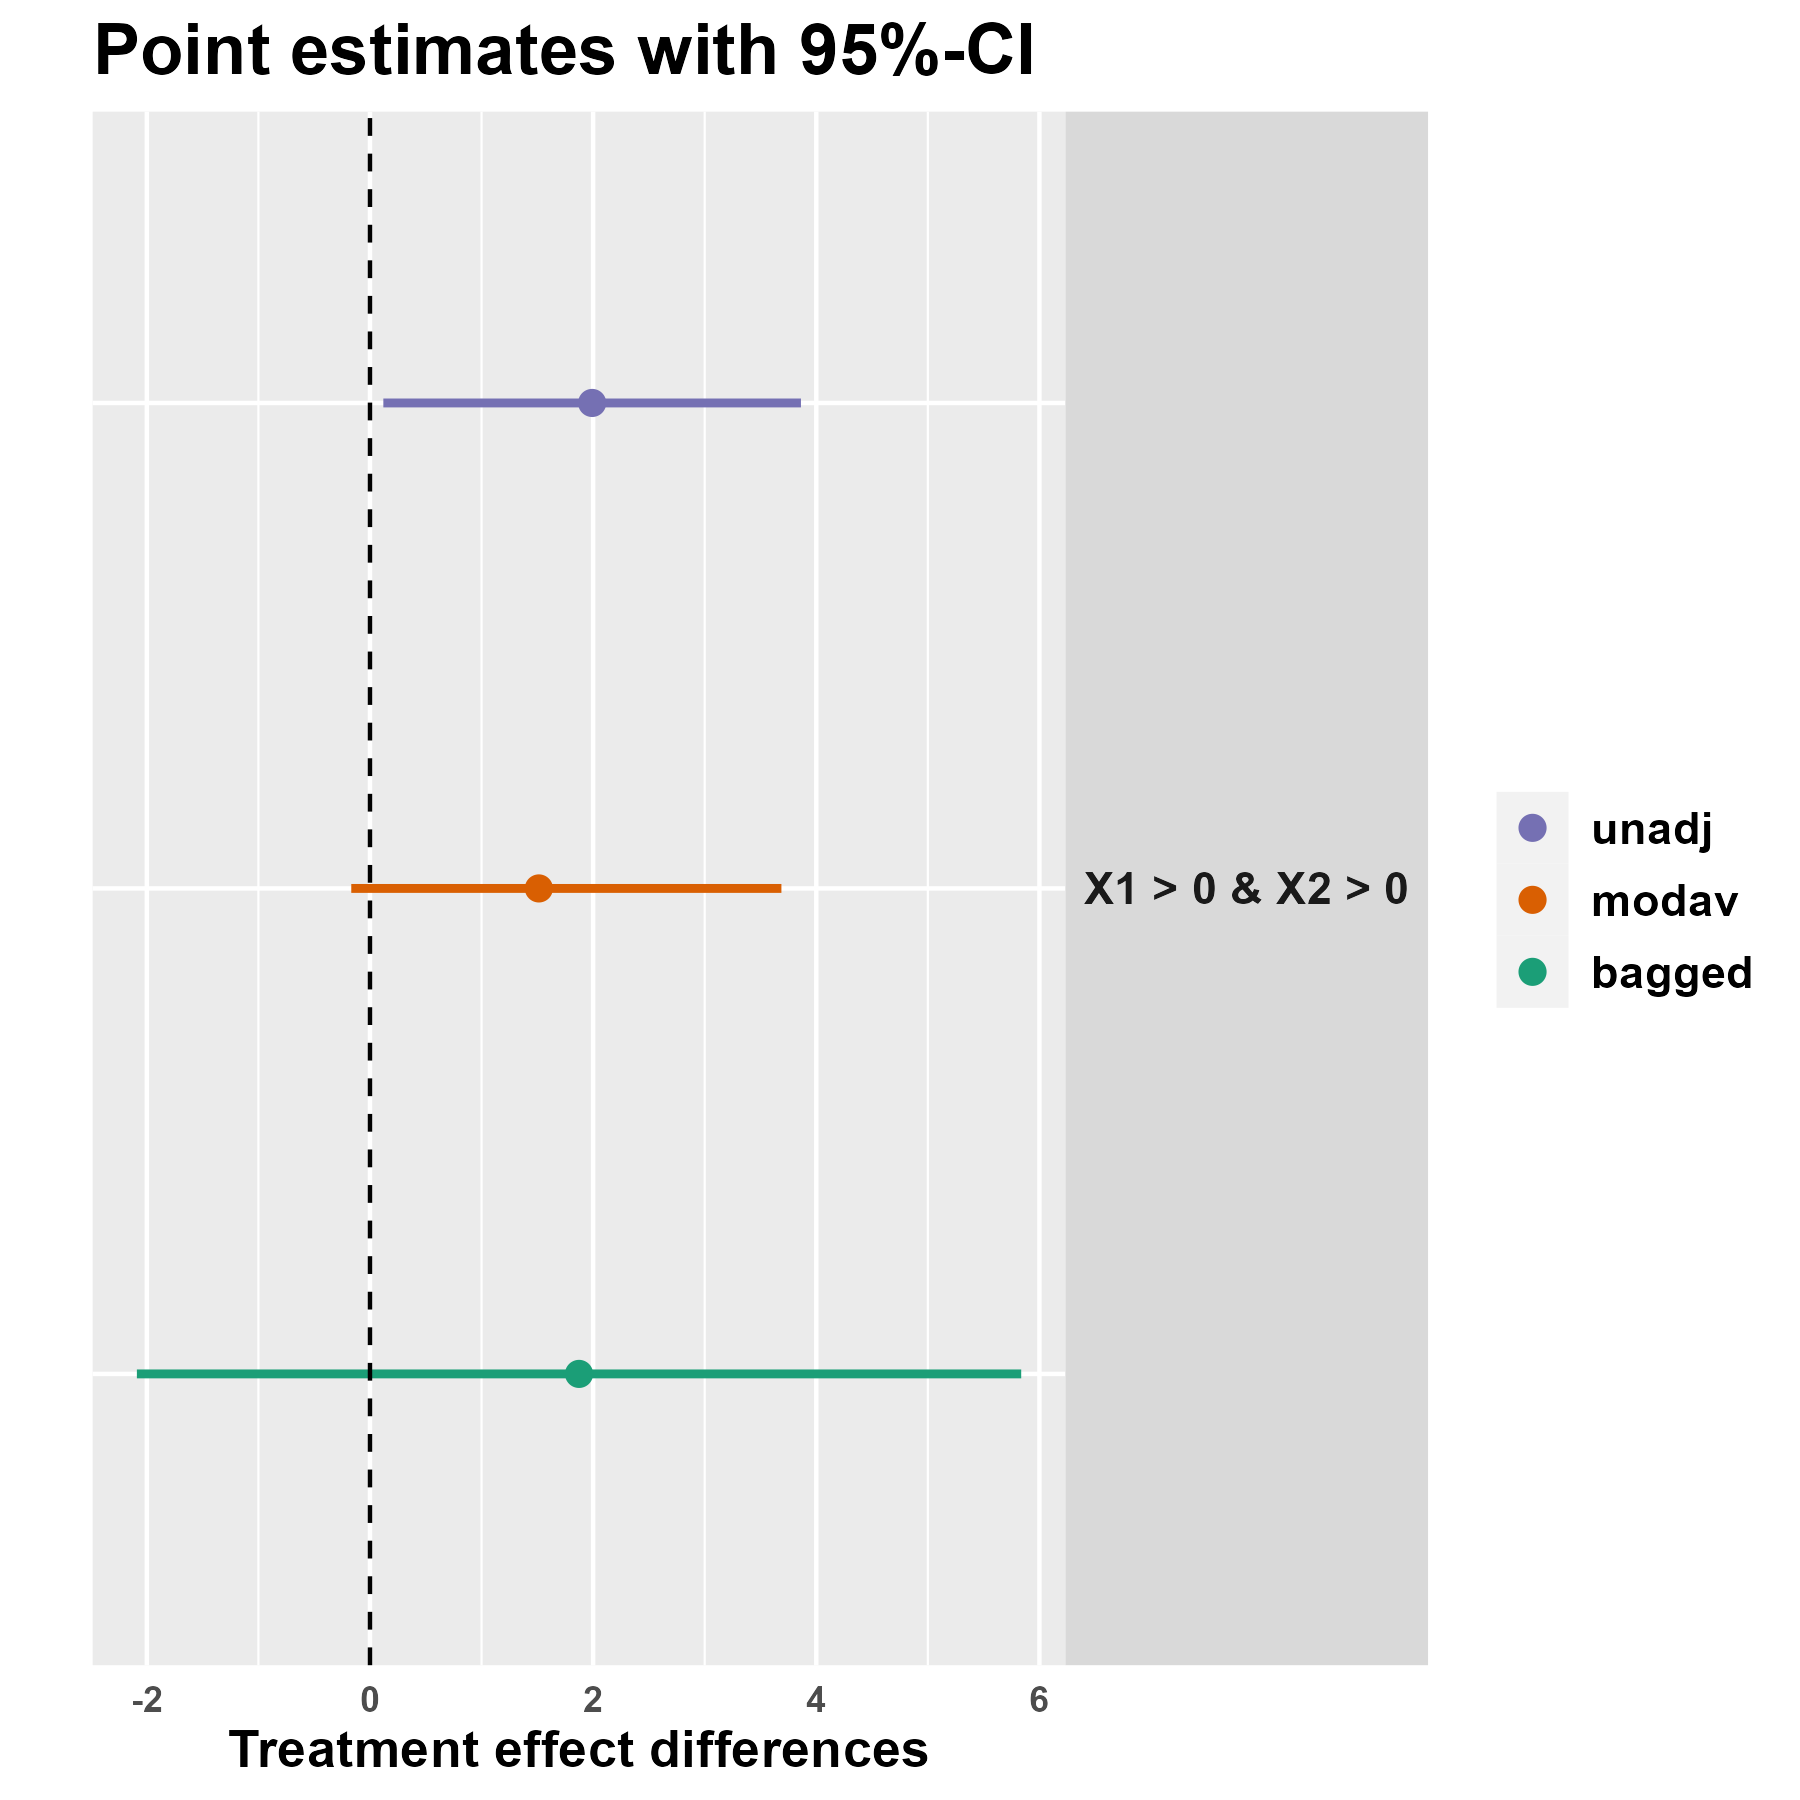 Point estimates with 95%-CI
X1 > 0 & X2 > 0
unadj
modav
bagged
-2 0 2 4 6
Treatment effect differences